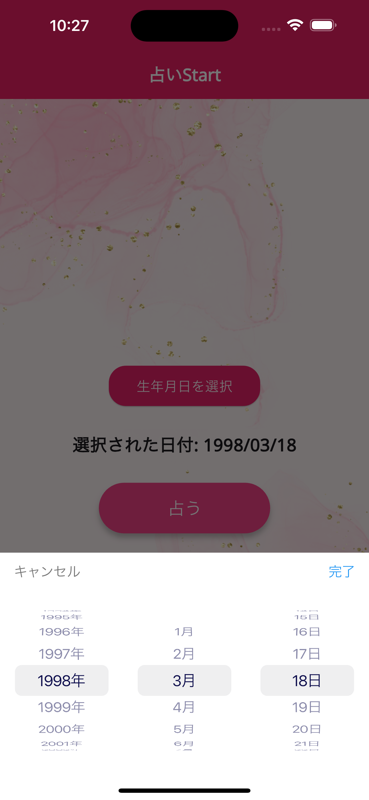 10:27
占いStart
生年月日を選択
選択された日付: 1998/03/18
占う
キャンセル 完了
1995年 15日
1996年 1月 16日
1997年 2月 17日
1998年 3月 18日
1999年 4月 19日
2000年 5月 20日
2001年 6月 21日